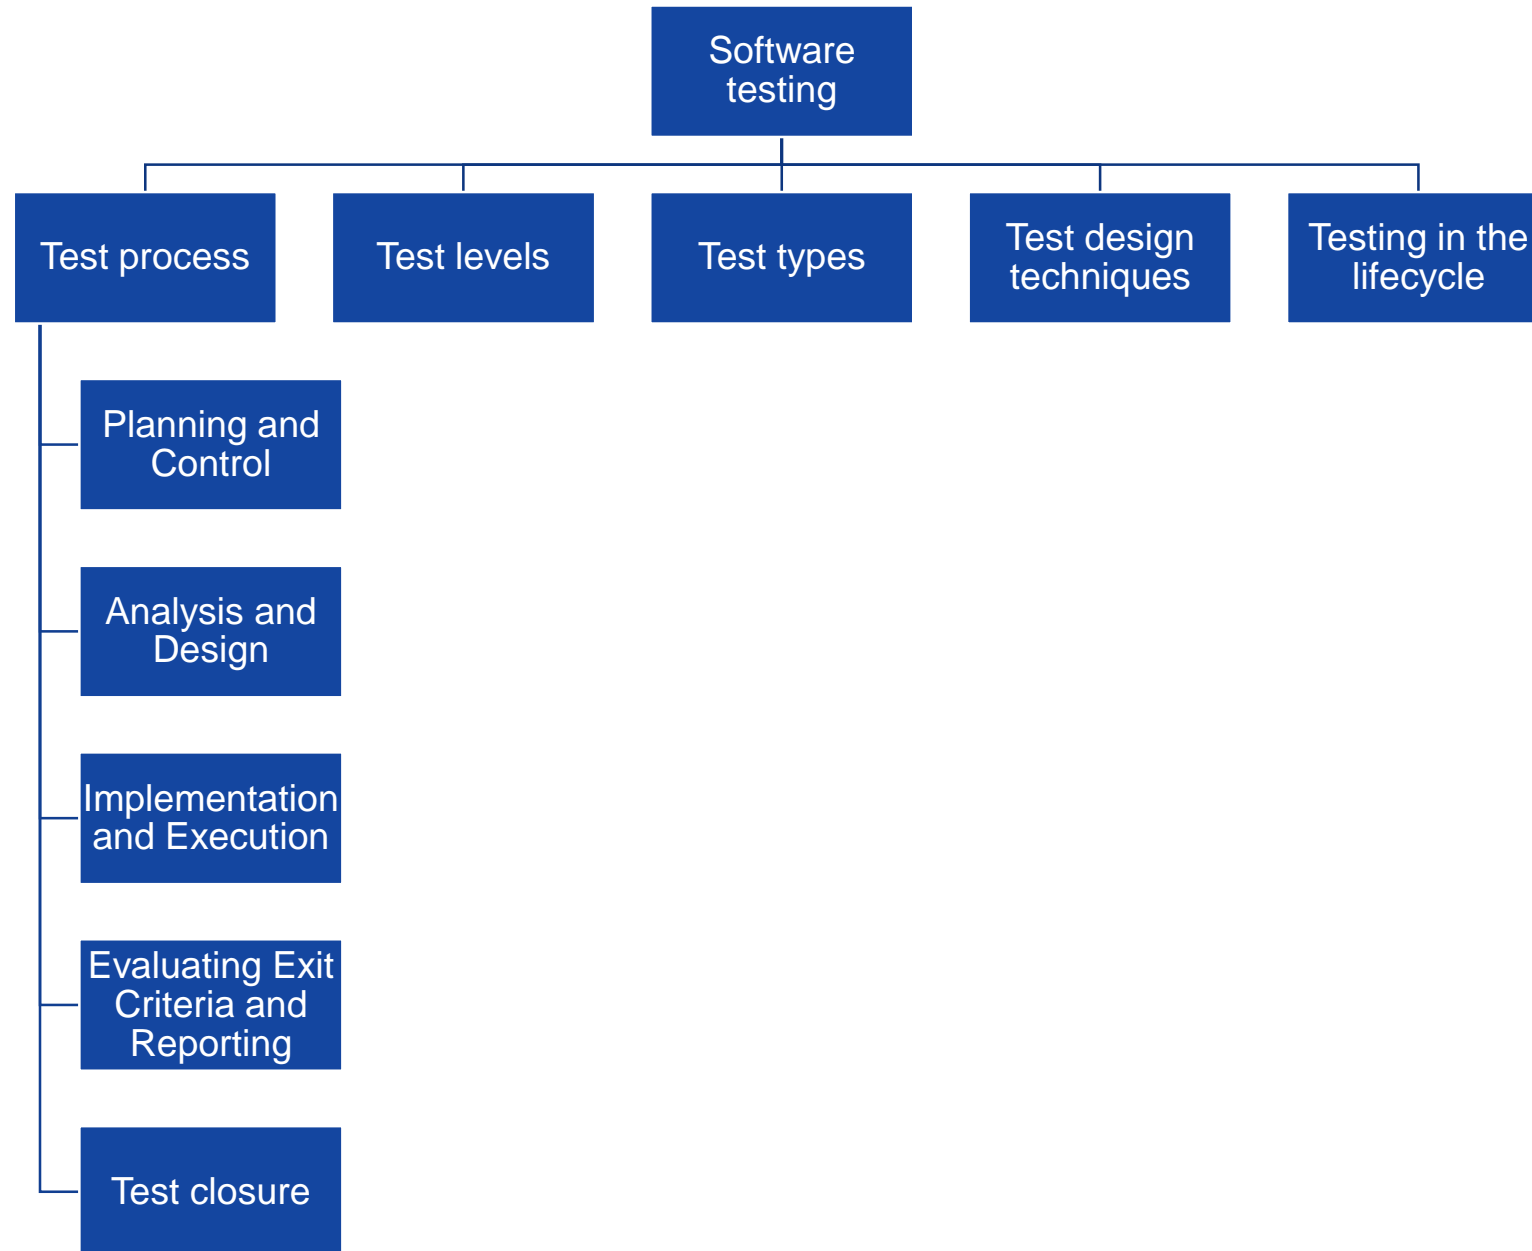 Software
testing
Test process
Test levels
Test types
Test design
techniques
Testing in the
lifecycle
Planning and
Control
Analysis and
Design
Implementation
and Execution
Evaluating Exit
Criteria and
Reporting
Test closure